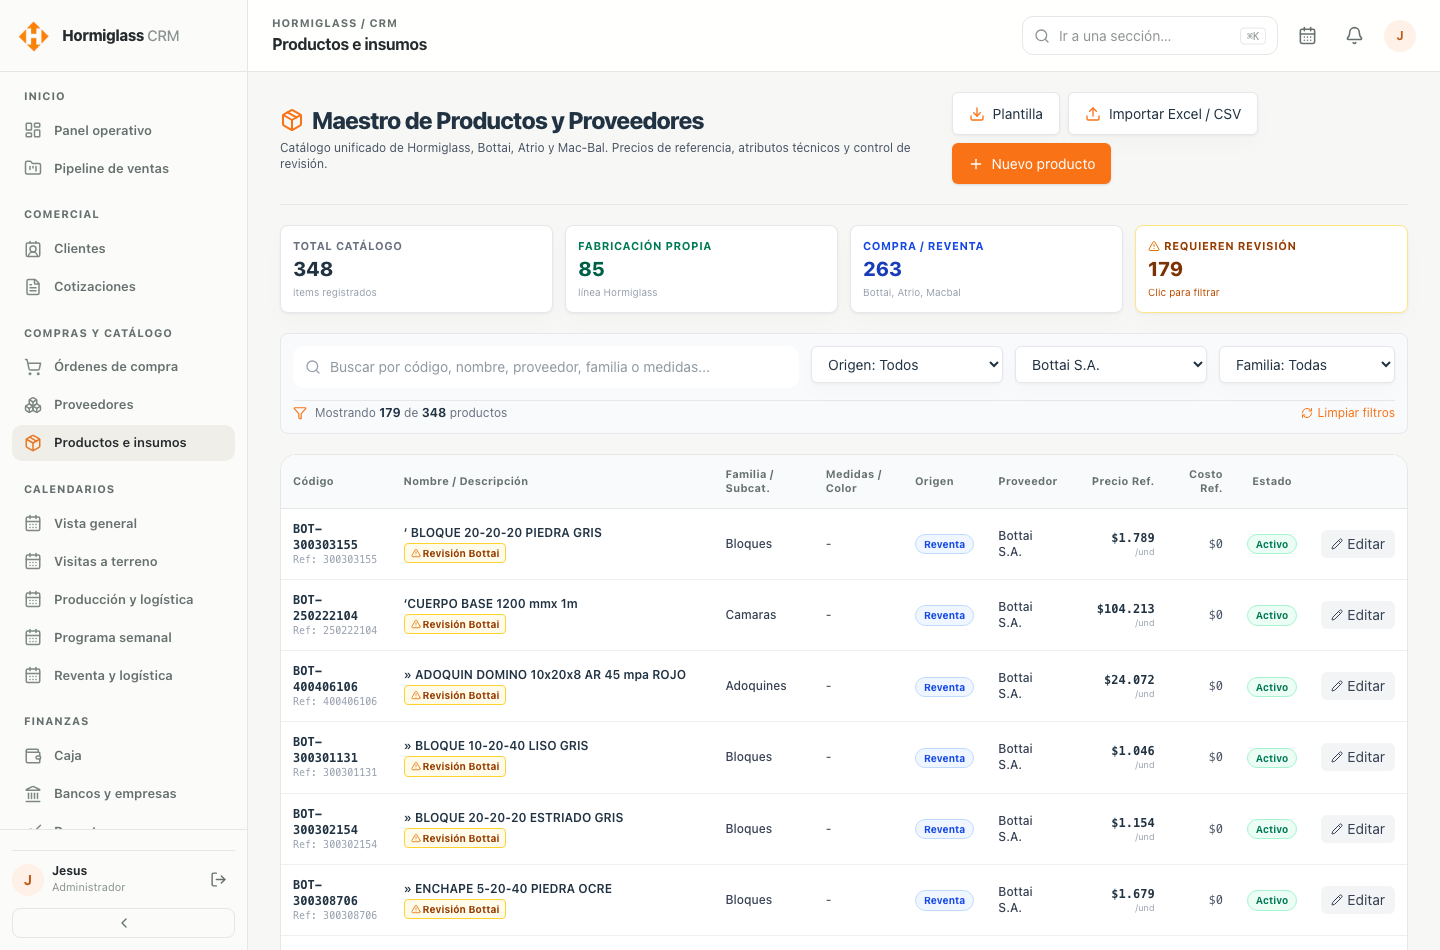 Hormiglass CRM
HORMIGLASS / CRM
Productos e insumos
Ir a una sección...
⌘K
J
INICIO
Panel operativo
Pipeline de ventas
COMERCIAL
Clientes
Cotizaciones
COMPRAS Y CATÁLOGO
Órdenes de compra
Proveedores
Productos e insumos
CALENDARIOS
Vista general
Visitas a terreno
Producción y logística
Programa semanal
Reventa y logística
FINANZAS
Caja
Bancos y empresas
J
Jesus
Administrador
Maestro de Productos y Proveedores
Catálogo unificado de Hormiglass, Bottai, Atrio y Mac-Bal. Precios de referencia, atributos técnicos y control de
revisión.
Plantilla
Importar Excel / CSV
Nuevo producto
TOTAL CATÁLOGO
348
ítems registrados
FABRICACIÓN PROPIA
85
línea Hormiglass
COMPRA / REVENTA
263
Bottai, Atrio, Macbal
REQUIEREN REVISIÓN
179
Clic para filtrar
Buscar por código, nombre, proveedor, familia o medidas...
Origen: Todos
Bottai S.A.
Familia: Todas
Mostrando 179 de 348 productos
Limpiar filtros
Código
Nombre / Descripción
Familia /
Subcat.
Medidas /
Color
Origen
Proveedor
Precio Ref.
Costo
Ref.
Estado
BOT-
300303155
Ref: 300303155
‘ BLOQUE 20-20-20 PIEDRA GRIS
Revisión Bottai
Bloques
-
Reventa
Bottai
S.A.
$1.789
/und
$0
Activo
Editar
BOT-
250222104
Ref: 250222104
‘CUERPO BASE 1200 mmx 1m
Revisión Bottai
Camaras
-
Reventa
Bottai
S.A.
$104.213
/und
$0
Activo
Editar
BOT-
400406106
Ref: 400406106
» ADOQUIN DOMINO 10x20x8 AR 45 mpa ROJO
Revisión Bottai
Adoquines
-
Reventa
Bottai
S.A.
$24.072
/und
$0
Activo
Editar
BOT-
300301131
Ref: 300301131
» BLOQUE 10-20-40 LISO GRIS
Revisión Bottai
Bloques
-
Reventa
Bottai
S.A.
$1.046
/und
$0
Activo
Editar
BOT-
300302154
Ref: 300302154
» BLOQUE 20-20-20 ESTRIADO GRIS
Revisión Bottai
Bloques
-
Reventa
Bottai
S.A.
$1.154
/und
$0
Activo
Editar
BOT-
300308706
Ref: 300308706
» ENCHAPE 5-20-40 PIEDRA OCRE
Revisión Bottai
Bloques
-
Reventa
Bottai
S.A.
$1.679
/und
$0
Activo
Editar